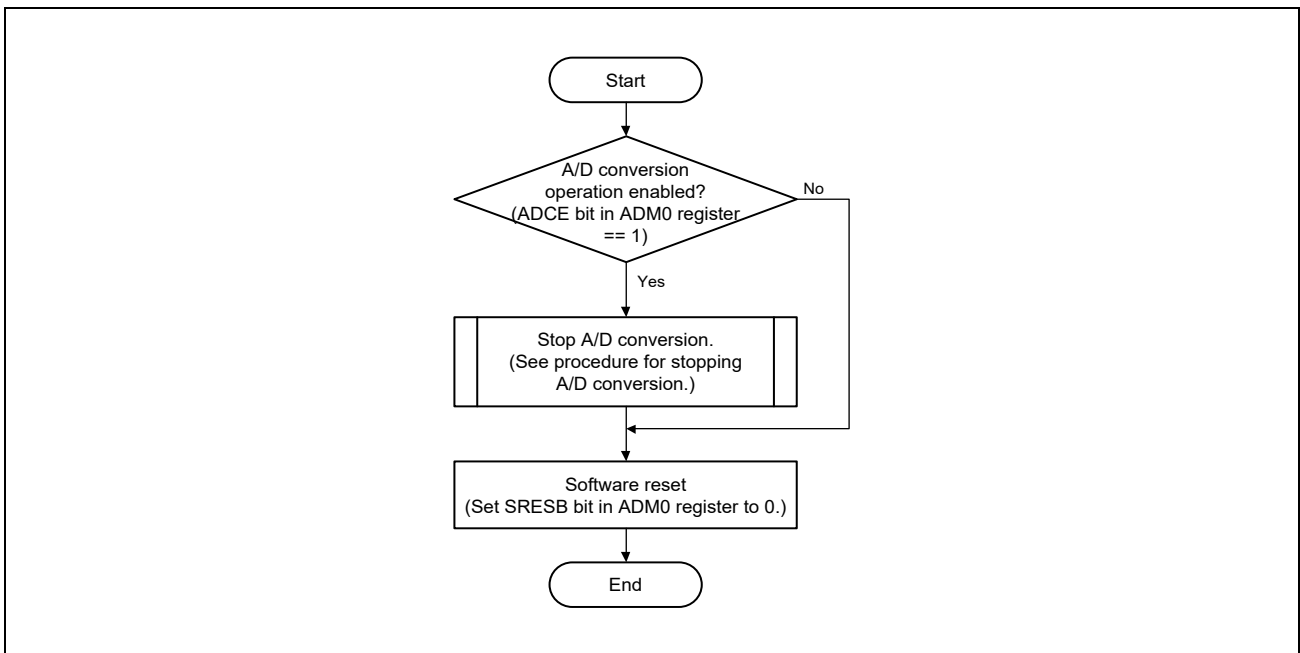 Start
A/D conversion
operation enabled?
(ADCE bit in ADM0 register
== 1)
No
Yes
Stop A/D conversion.
(See procedure for stopping
A/D conversion.)
Software reset
(Set SRESB bit in ADM0 register to 0.)
End